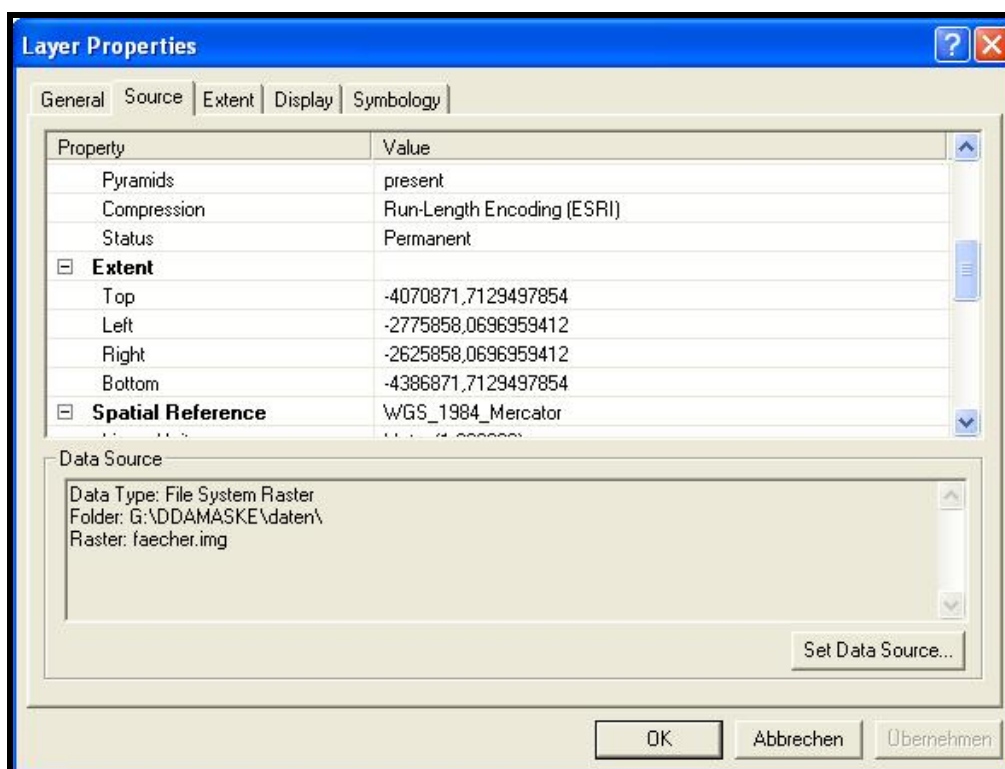 Layer Properties
General Source Extent Display Symbology
Property Value
Pyramids present
Compression Run-Length Encoding (ESRI)
Status Permanent
Extent
Top -4070871,7129497854
Left -2775858,0696959412
Right -2625858,0696959412
Bottom -4386871,7129497854
Spatial Reference WGS_1984_Mercator
Data Source
Data Type: File System Raster
Folder: G:\DDAMASKE\daten\
Raster: faecher.img
Set Data Source...
OK Abbrechen Übernehmen